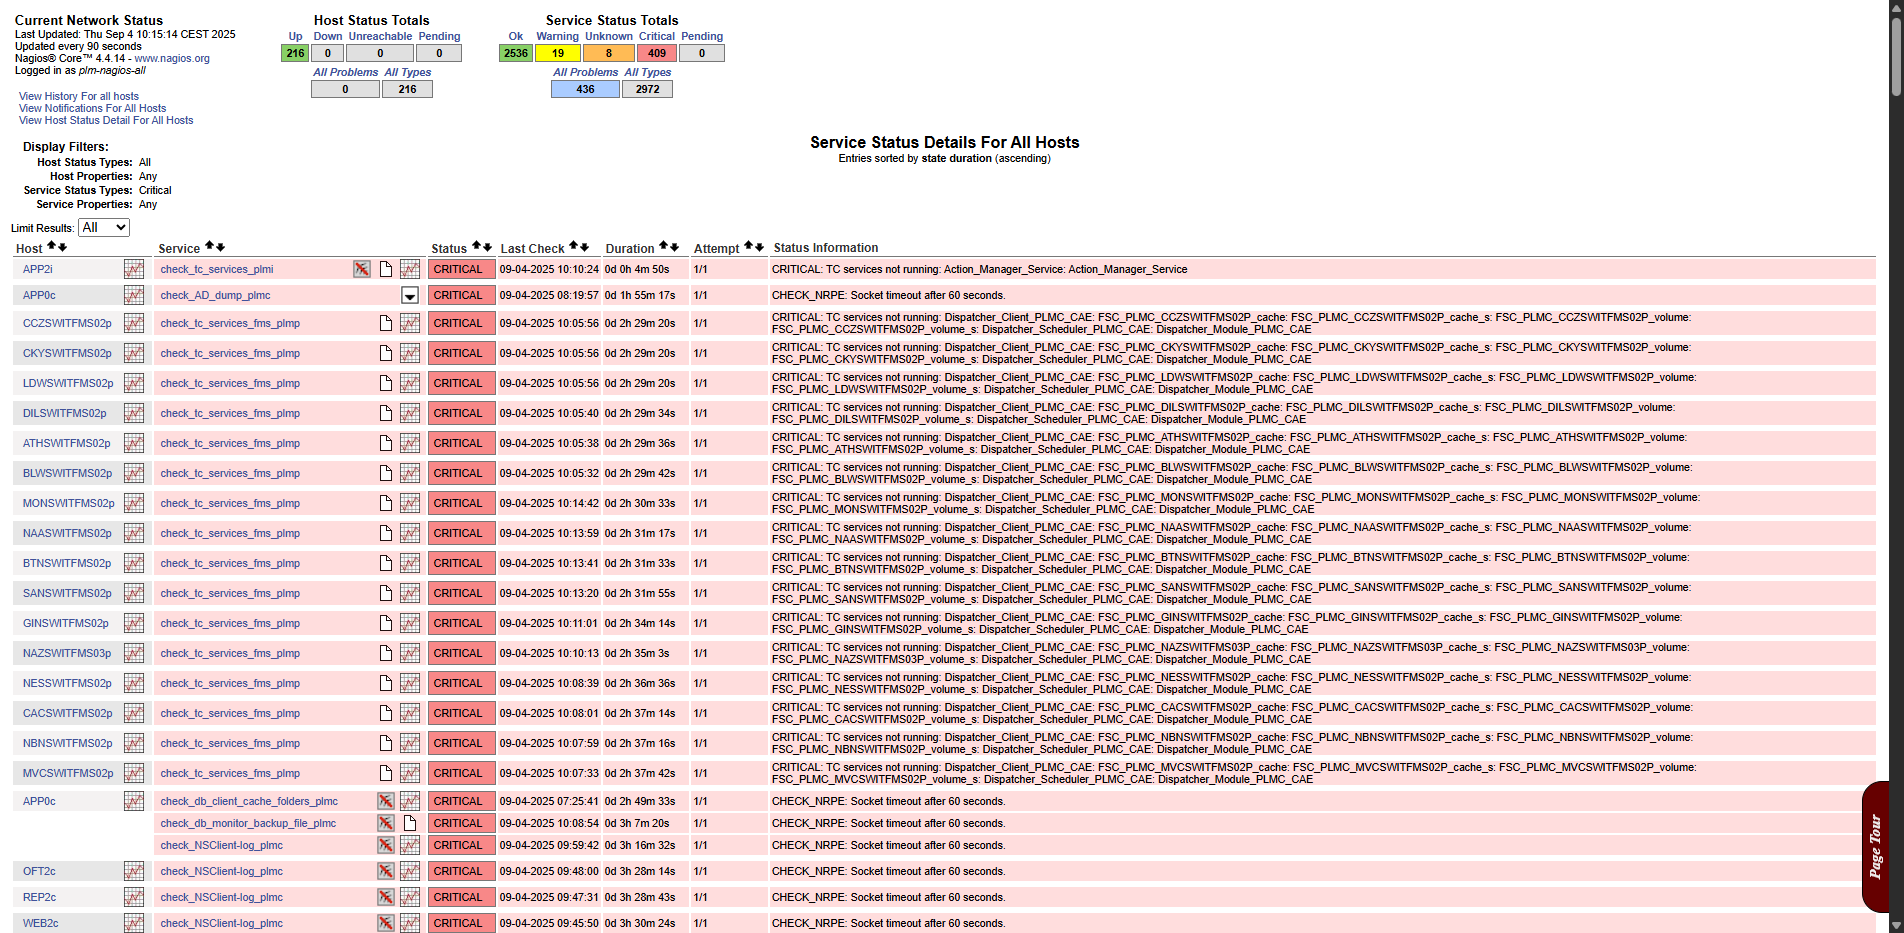 Current Network Status
Last Updated: Thu Sep 4 10:15:14 CEST 2025
Updated every 90 seconds
Nagios® Core™ 4.4.14 - www.nagios.org
Logged in as plm-nagios-all
View History For all hosts
View Notifications For All Hosts
View Host Status Detail For All Hosts
Host Status Totals
Up Down Unreachable Pending
216 0 0 0
All Problems All Types
0 216
Service Status Totals
Ok Warning Unknown Critical Pending
2536 19 8 409 0
All Problems All Types
436 2972
Display Filters:
Host Status Types: All
Host Properties: Any
Service Status Types: Critical
Service Properties: Any
Service Status Details For All Hosts
Entries sorted by state duration (ascending)
Limit Results: All
Host Service Status Last Check Duration Attempt Status Information
APP2i check_tc_services_plmi CRITICAL 09-04-2025 10:10:24 0d 0h 4m 50s 1/1 CRITICAL: TC services not running: Action_Manager_Service: Action_Manager_Service
APP0c check_AD_dump_plmc CRITICAL 09-04-2025 08:19:57 0d 1h 55m 17s 1/1 CHECK_NRPE: Socket timeout after 60 seconds.
CCZSWITFMS02p check_tc_services_fms_plmp CRITICAL 09-04-2025 10:05:56 0d 2h 29m 20s 1/1 CRITICAL: TC services not running: Dispatcher_Client_PLMC_CAE: FSC_PLMC_CCZSWITFMS02P_cache: FSC_PLMC_CCZSWITFMS02P_cache_s: FSC_PLMC_CCZSWITFMS02P_volume:
FSC_PLMC_CCZSWITFMS02P_volume_s: Dispatcher_Scheduler_PLMC_CAE: Dispatcher_Module_PLMC_CAE
CKYSWITFMS02p check_tc_services_fms_plmp CRITICAL 09-04-2025 10:05:56 0d 2h 29m 20s 1/1 CRITICAL: TC services not running: Dispatcher_Client_PLMC_CAE: FSC_PLMC_CKYSWITFMS02P_cache: FSC_PLMC_CKYSWITFMS02P_cache_s: FSC_PLMC_CKYSWITFMS02P_volume:
FSC_PLMC_CKYSWITFMS02P_volume_s: Dispatcher_Scheduler_PLMC_CAE: Dispatcher_Module_PLMC_CAE
LDWSWITFMS02p check_tc_services_fms_plmp CRITICAL 09-04-2025 10:05:56 0d 2h 29m 20s 1/1 CRITICAL: TC services not running: Dispatcher_Client_PLMC_CAE: FSC_PLMC_LDWSWITFMS02P_cache: FSC_PLMC_LDWSWITFMS02P_cache_s: FSC_PLMC_LDWSWITFMS02P_volume:
FSC_PLMC_LDWSWITFMS02P_volume_s: Dispatcher_Scheduler_PLMC_CAE: Dispatcher_Module_PLMC_CAE
DILSWITFMS02p check_tc_services_fms_plmp CRITICAL 09-04-2025 10:05:40 0d 2h 29m 34s 1/1 CRITICAL: TC services not running: Dispatcher_Client_PLMC_CAE: FSC_PLMC_DILSWITFMS02P_cache: FSC_PLMC_DILSWITFMS02P_cache_s: FSC_PLMC_DILSWITFMS02P_volume:
FSC_PLMC_DILSWITFMS02P_volume_s: Dispatcher_Scheduler_PLMC_CAE: Dispatcher_Module_PLMC_CAE
ATHSWITFMS02p check_tc_services_fms_plmp CRITICAL 09-04-2025 10:05:38 0d 2h 29m 36s 1/1 CRITICAL: TC services not running: Dispatcher_Client_PLMC_CAE: FSC_PLMC_ATHSWITFMS02P_cache: FSC_PLMC_ATHSWITFMS02P_cache_s: FSC_PLMC_ATHSWITFMS02P_volume:
FSC_PLMC_ATHSWITFMS02P_volume_s: Dispatcher_Scheduler_PLMC_CAE: Dispatcher_Module_PLMC_CAE
BLWSWITFMS02p check_tc_services_fms_plmp CRITICAL 09-04-2025 10:05:32 0d 2h 29m 42s 1/1 CRITICAL: TC services not running: Dispatcher_Client_PLMC_CAE: FSC_PLMC_BLWSWITFMS02P_cache: FSC_PLMC_BLWSWITFMS02P_cache_s: FSC_PLMC_BLWSWITFMS02P_volume:
FSC_PLMC_BLWSWITFMS02P_volume_s: Dispatcher_Scheduler_PLMC_CAE: Dispatcher_Module_PLMC_CAE
MONSWITFMS02p check_tc_services_fms_plmp CRITICAL 09-04-2025 10:14:42 0d 2h 30m 33s 1/1 CRITICAL: TC services not running: Dispatcher_Client_PLMC_CAE: FSC_PLMC_MONSWITFMS02P_cache: FSC_PLMC_MONSWITFMS02P_cache_s: FSC_PLMC_MONSWITFMS02P_volume:
FSC_PLMC_MONSWITFMS02P_volume_s: Dispatcher_Scheduler_PLMC_CAE: Dispatcher_Module_PLMC_CAE
NAASWITFMS02p check_tc_services_fms_plmp CRITICAL 09-04-2025 10:13:59 0d 2h 31m 17s 1/1 CRITICAL: TC services not running: Dispatcher_Client_PLMC_CAE: FSC_PLMC_NAASWITFMS02P_cache: FSC_PLMC_NAASWITFMS02P_cache_s: FSC_PLMC_NAASWITFMS02P_volume:
FSC_PLMC_NAASWITFMS02P_volume_s: Dispatcher_Scheduler_PLMC_CAE: Dispatcher_Module_PLMC_CAE
BTNSWITFMS02p check_tc_services_fms_plmp CRITICAL 09-04-2025 10:13:41 0d 2h 31m 33s 1/1 CRITICAL: TC services not running: Dispatcher_Client_PLMC_CAE: FSC_PLMC_BTNSWITFMS02P_cache: FSC_PLMC_BTNSWITFMS02P_cache_s: FSC_PLMC_BTNSWITFMS02P_volume:
FSC_PLMC_BTNSWITFMS02P_volume_s: Dispatcher_Scheduler_PLMC_CAE: Dispatcher_Module_PLMC_CAE
SANSWITFMS02p check_tc_services_fms_plmp CRITICAL 09-04-2025 10:13:20 0d 2h 31m 55s 1/1 CRITICAL: TC services not running: Dispatcher_Client_PLMC_CAE: FSC_PLMC_SANSWITFMS02P_cache: FSC_PLMC_SANSWITFMS02P_cache_s: FSC_PLMC_SANSWITFMS02P_volume:
FSC_PLMC_SANSWITFMS02P_volume_s: Dispatcher_Scheduler_PLMC_CAE: Dispatcher_Module_PLMC_CAE
GINSWITFMS02p check_tc_services_fms_plmp CRITICAL 09-04-2025 10:11:01 0d 2h 34m 14s 1/1 CRITICAL: TC services not running: Dispatcher_Client_PLMC_CAE: FSC_PLMC_GINSWITFMS02P_cache: FSC_PLMC_GINSWITFMS02P_cache_s: FSC_PLMC_GINSWITFMS02P_volume:
FSC_PLMC_GINSWITFMS02P_volume_s: Dispatcher_Scheduler_PLMC_CAE: Dispatcher_Module_PLMC_CAE
NAZSWITFMS03p check_tc_services_fms_plmp CRITICAL 09-04-2025 10:10:13 0d 2h 35m 3s 1/1 CRITICAL: TC services not running: Dispatcher_Client_PLMC_CAE: FSC_PLMC_NAZSWITFMS03P_cache: FSC_PLMC_NAZSWITFMS03P_cache_s: FSC_PLMC_NAZSWITFMS03P_volume:
FSC_PLMC_NAZSWITFMS03P_volume_s: Dispatcher_Scheduler_PLMC_CAE: Dispatcher_Module_PLMC_CAE
NESSWITFMS02p check_tc_services_fms_plmp CRITICAL 09-04-2025 10:08:39 0d 2h 36m 36s 1/1 CRITICAL: TC services not running: Dispatcher_Client_PLMC_CAE: FSC_PLMC_NESSWITFMS02P_cache: FSC_PLMC_NESSWITFMS02P_cache_s: FSC_PLMC_NESSWITFMS02P_volume:
FSC_PLMC_NESSWITFMS02P_volume_s: Dispatcher_Scheduler_PLMC_CAE: Dispatcher_Module_PLMC_CAE
CACSWITFMS02p check_tc_services_fms_plmp CRITICAL 09-04-2025 10:08:01 0d 2h 37m 14s 1/1 CRITICAL: TC services not running: Dispatcher_Client_PLMC_CAE: FSC_PLMC_CACSWITFMS02P_cache: FSC_PLMC_CACSWITFMS02P_cache_s: FSC_PLMC_CACSWITFMS02P_volume:
FSC_PLMC_CACSWITFMS02P_volume_s: Dispatcher_Scheduler_PLMC_CAE: Dispatcher_Module_PLMC_CAE
NBNSWITFMS02p check_tc_services_fms_plmp CRITICAL 09-04-2025 10:07:59 0d 2h 37m 16s 1/1 CRITICAL: TC services not running: Dispatcher_Client_PLMC_CAE: FSC_PLMC_NBNSWITFMS02P_cache: FSC_PLMC_NBNSWITFMS02P_cache_s: FSC_PLMC_NBNSWITFMS02P_volume:
FSC_PLMC_NBNSWITFMS02P_volume_s: Dispatcher_Scheduler_PLMC_CAE: Dispatcher_Module_PLMC_CAE
MVCSWITFMS02p check_tc_services_fms_plmp CRITICAL 09-04-2025 10:07:33 0d 2h 37m 42s 1/1 CRITICAL: TC services not running: Dispatcher_Client_PLMC_CAE: FSC_PLMC_MVCSWITFMS02P_cache: FSC_PLMC_MVCSWITFMS02P_cache_s: FSC_PLMC_MVCSWITFMS02P_volume:
FSC_PLMC_MVCSWITFMS02P_volume_s: Dispatcher_Scheduler_PLMC_CAE: Dispatcher_Module_PLMC_CAE
APP0c check_db_client_cache_folders_plmc CRITICAL 09-04-2025 07:25:41 0d 2h 49m 33s 1/1 CHECK_NRPE: Socket timeout after 60 seconds.
check_db_monitor_backup_file_plmc CRITICAL 09-04-2025 10:08:54 0d 3h 7m 20s 1/1 CHECK_NRPE: Socket timeout after 60 seconds.
check_NSClient-log_plmc CRITICAL 09-04-2025 09:59:42 0d 3h 16m 32s 1/1 CHECK_NRPE: Socket timeout after 60 seconds.
OFT2c check_NSClient-log_plmc CRITICAL 09-04-2025 09:48:00 0d 3h 28m 14s 1/1 CHECK_NRPE: Socket timeout after 60 seconds.
REP2c check_NSClient-log_plmc CRITICAL 09-04-2025 09:47:31 0d 3h 28m 43s 1/1 CHECK_NRPE: Socket timeout after 60 seconds.
WEB2c check_NSClient-log_plmc CRITICAL 09-04-2025 09:45:50 0d 3h 30m 24s 1/1 CHECK_NRPE: Socket timeout after 60 seconds.
Page Tour